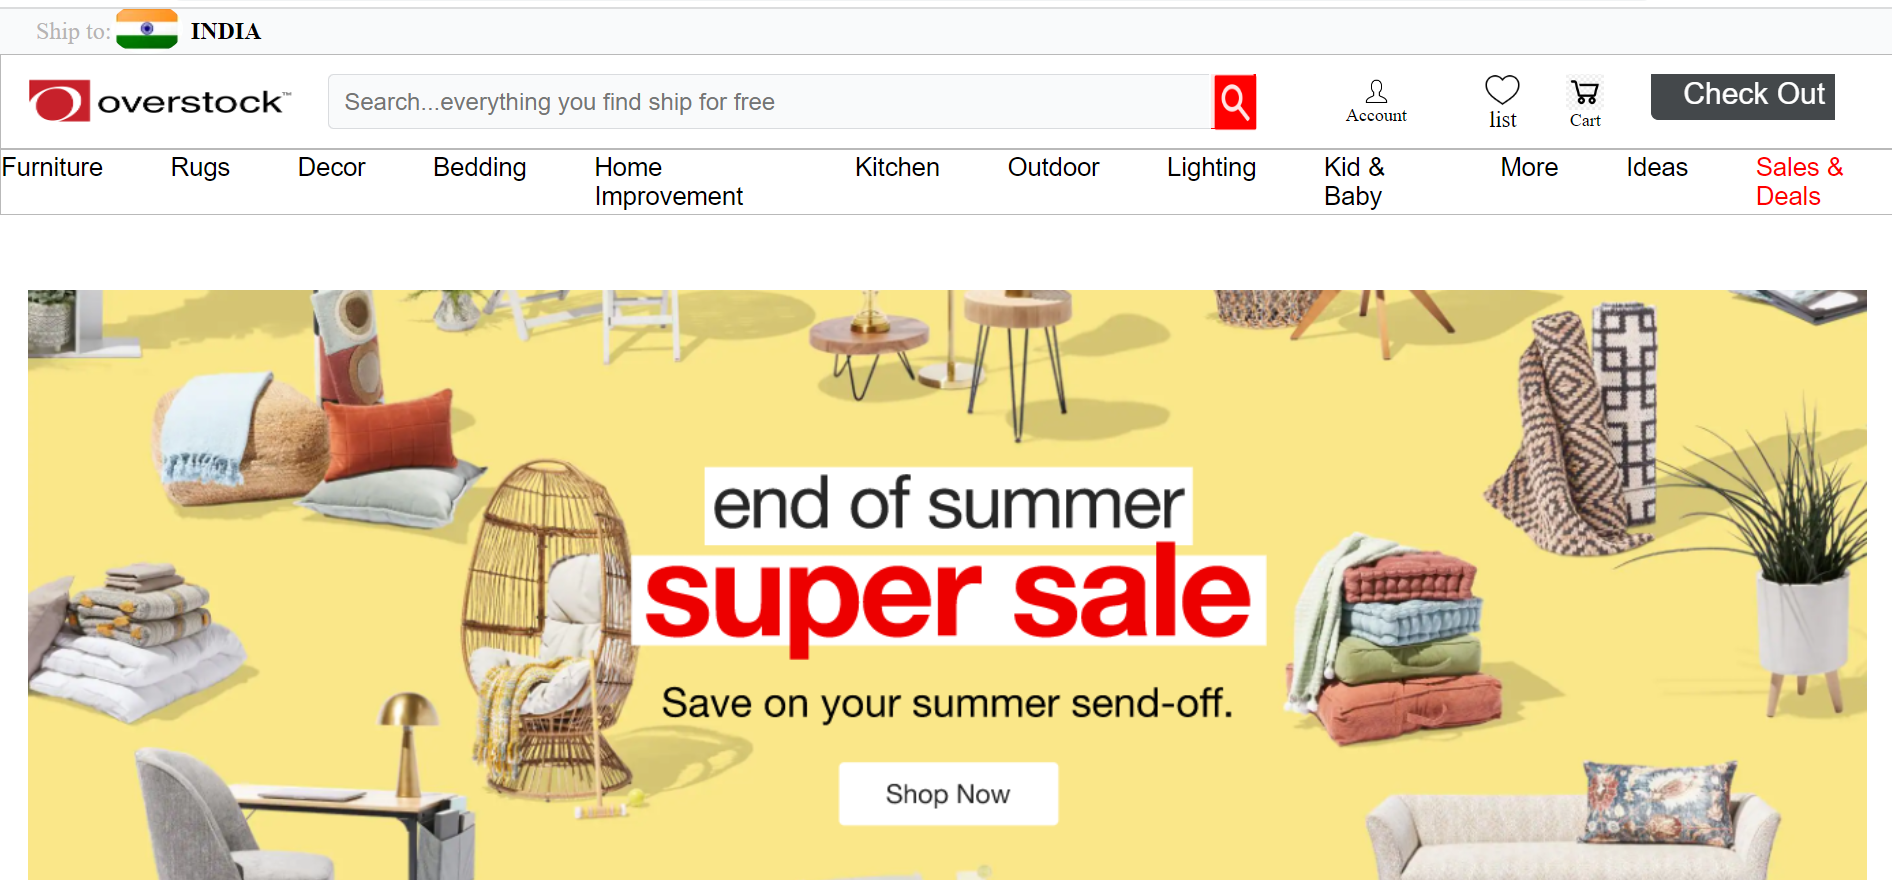 Ship to: INDIA
overstock™
Search...everything you find ship for free
Account
list
Cart
Check Out
Furniture
Rugs
Decor
Bedding
Home
Improvement
Kitchen
Outdoor
Lighting
Kid &
Baby
More
Ideas
Sales &
Deals
end of summer
super sale
Save on your summer send-off.
Shop Now